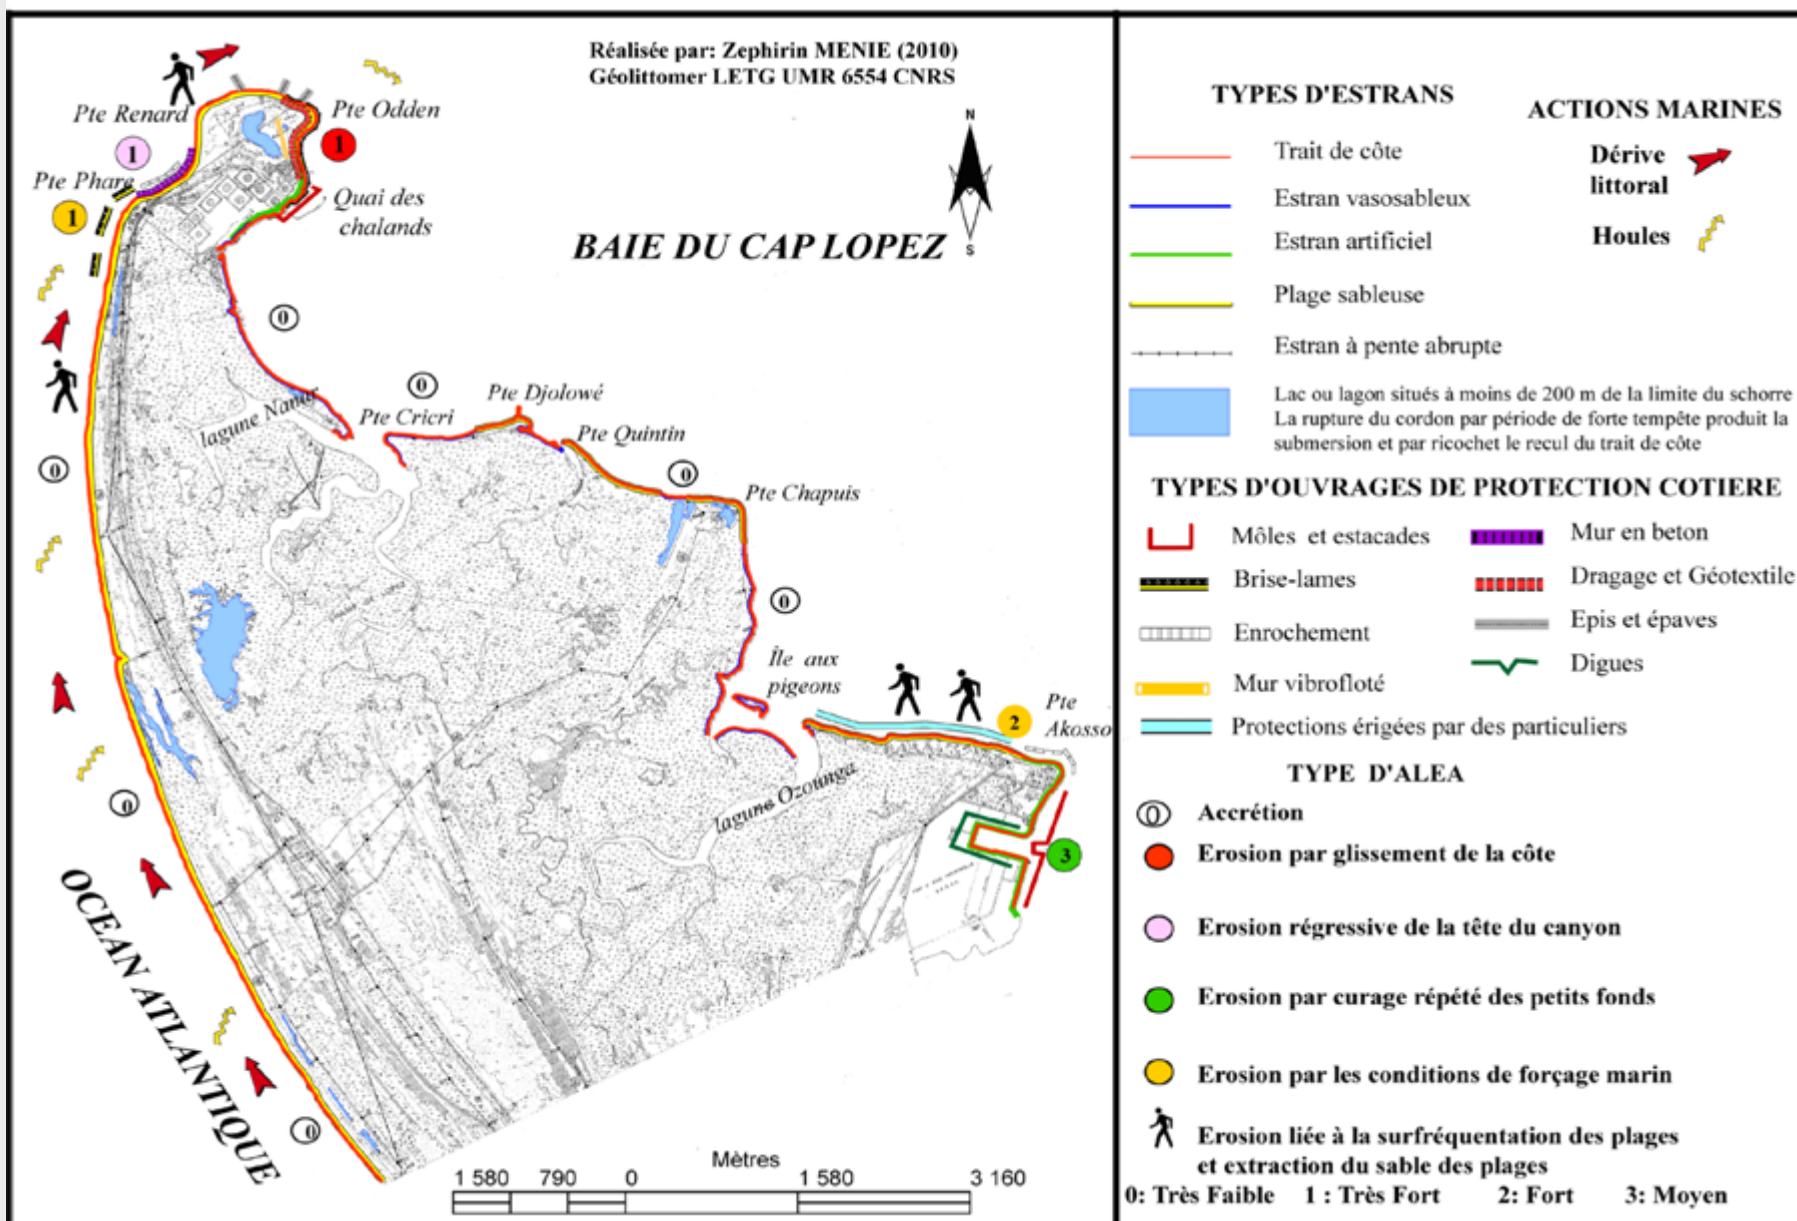 Réalisée par: Zephirin MENIE (2010)
Géolittomer LETG UMR 6554 CNRS
N
S
BAIE DU CAP LOPEZ
Pte Renard
Pte Odden
1
1
Pte Phare
1
Quai des
chalands
0
0
Pte Djolowé
Pte Cricri
Pte Quintin
0
0
Pte Chapuis
0
Île aux
pigeons
2
Pte
Akosso
lagune Ozounga
3
0
0
OCEAN ATLANTIQUE
Mètres
1 580 790 0 1 580 3 160
TYPES D'ESTRANS
Trait de côte
Estran vasosableux
Estran artificiel
Plage sableuse
Estran à pente abrupte
Lac ou lagon situés à moins de 200 m de la limite du schorre
La rupture du cordon par période de forte tempête produit la
submersion et par ricochet le recul du trait de côte
ACTIONS MARINES
Dérive
littoral
Houles
TYPES D'OUVRAGES DE PROTECTION COTIERE
Môles et estacades
Brise-lames
Enrochement
Mur vibrofloté
Protections érigées par des particuliers
Mur en beton
Dragage et Géotextile
Epis et épaves
Digues
TYPE D'ALEA
0 Accrétion
Erosion par glissement de la côte
Erosion régressive de la tête du canyon
Erosion par curage répété des petits fonds
Erosion par les conditions de forçage marin
Erosion liée à la surfréquentation des plages
et extraction du sable des plages
0: Très Faible 1 : Très Fort 2: Fort 3: Moyen